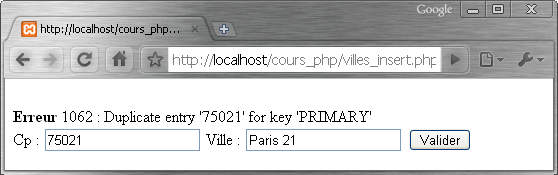 Google
http://localhost/cours_php...
http://localhost/cours_php/villes_insert.php
Erreur 1062 : Duplicate entry '75021' for key 'PRIMARY'
Cp : 75021 Ville : Paris 21 Valider